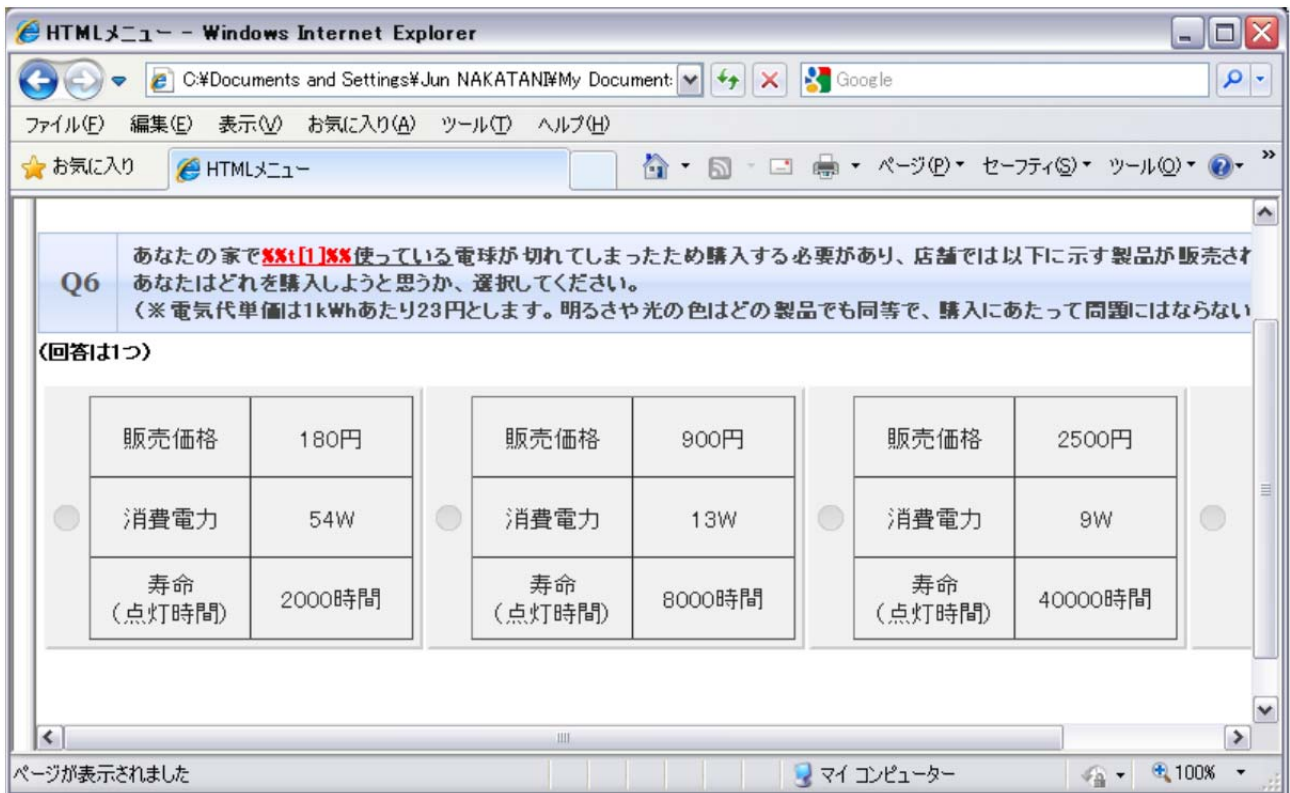 HTMLメニュー - Windows Internet Explorer
C:¥Documents and Settings¥Jun NAKATANI¥My Document:
Google
ファイル(F) 編集(E) 表示(V) お気に入り(A) ツール(T) ヘルプ(H)
お気に入り HTMLメニュー ページ(P) セーフティ(S) ツール(O) »
あなたの家で%%t[1]%%使っている電球が切れてしまったため購入する必要があり、店舗では以下に示す製品が販売され
Q6 あなたはどれを購入しようと思うか、選択してください。
(※電気代単価は1kWhあたり23円とします。明るさや光の色はどの製品でも同等で、購入にあたって問題にはならない
(回答は1つ)
販売価格 180円 販売価格 900円 販売価格 2500円
消費電力 54W 消費電力 13W 消費電力 9W
寿命 寿命 寿命
(点灯時間) 2000時間 (点灯時間) 8000時間 (点灯時間) 40000時間
ページが表示されました マイ コンピューター 100%